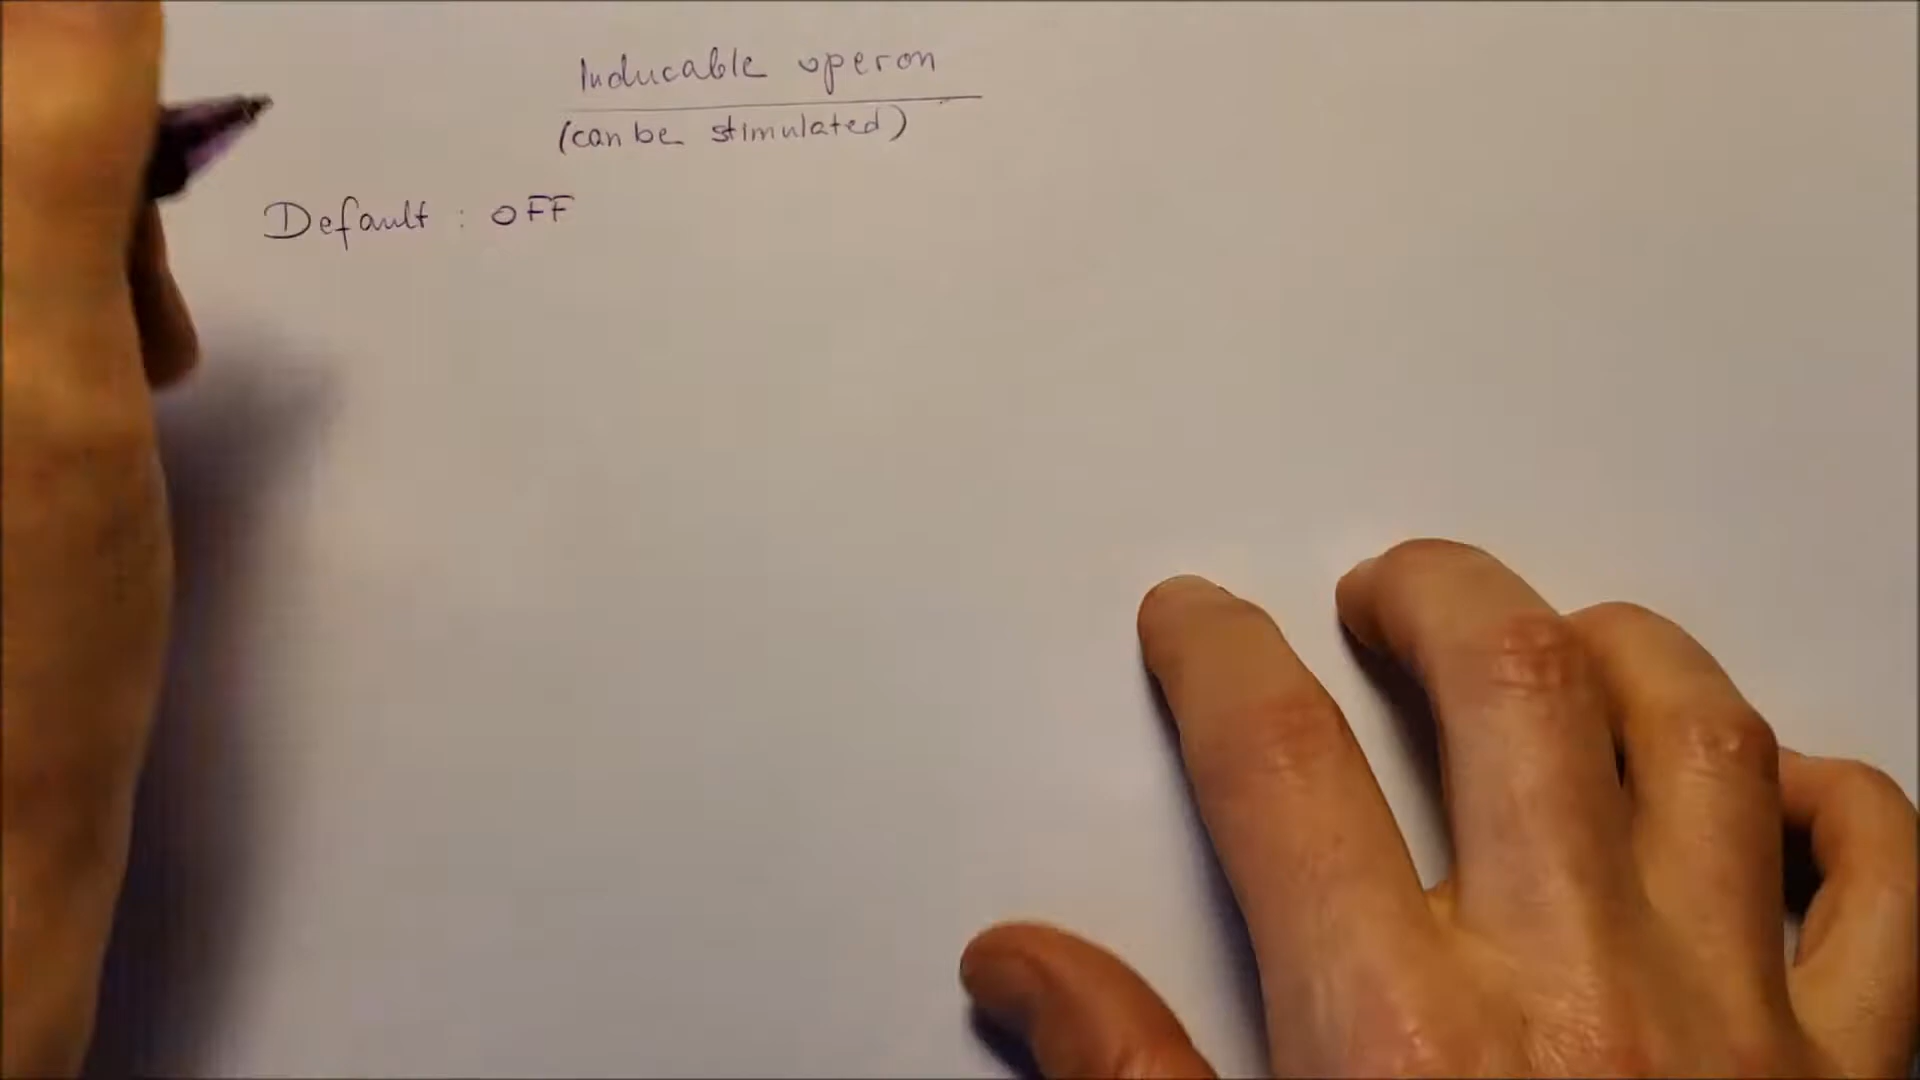 Inducable operon
(can be stimulated)
Default : OFF